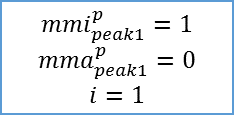 mmi^p_peak1 = 1
mma^p_peak1 = 0
i = 1